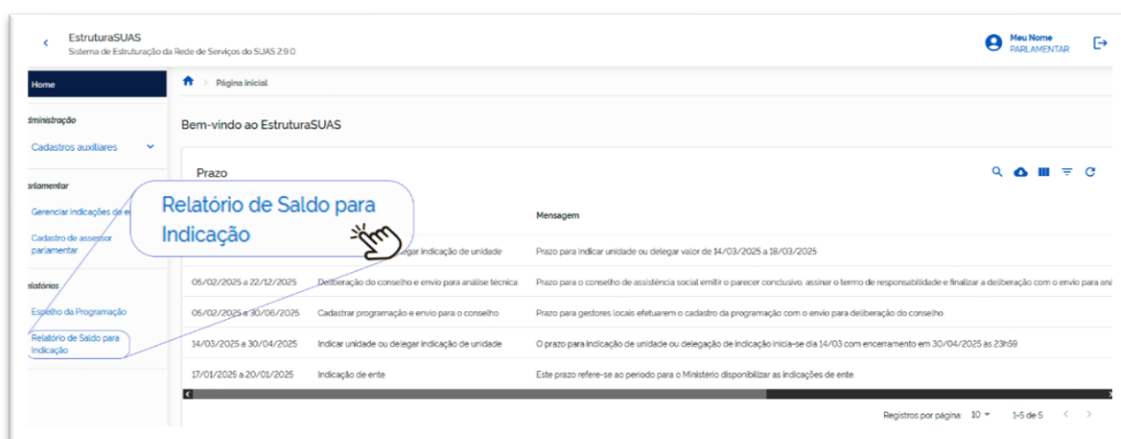 EstruturaSUAS
Sistema de Estruturação da Rede de Serviços do SUAS 2.9.0
Meu Nome
PARLAMENTAR
Home
Página inicial
dministração
Cadastros auxiliares
Bem-vindo ao EstruturaSUAS
Prazo
arlamentar
Gerenciar indicações de e
Cadastro de assessor
parlamentar
Relatório de Saldo para
Indicação
Mensagem
legar indicação de unidade
Prazo para indicar unidade ou delegar valor de 14/03/2025 a 18/03/2025
elatórios
05/02/2025 a 22/12/2025 Deliberação do conselho e envio para análise técnica Prazo para o conselho de assistência social emitir o parecer conclusivo, assinar o termo de responsabilidade e finalizar a deliberação com o envio para aná
Espelho da Programação
05/02/2025 a 30/06/2025 Cadastrar programação e envio para o conselho Prazo para gestores locais efetuarem o cadastro da programação com o envio para deliberação do conselho.
Relatório de Saldo para
Indicação
14/03/2025 a 30/04/2025 Indicar unidade ou delegar indicação de unidade O prazo para indicação de unidade ou delegação de indicação inicia-se dia 14/03 com encerramento em 30/04/2025 às 23h59.
17/01/2025 a 20/01/2025 Indicação de ente Este prazo refere-se ao período para o Ministério disponibilizar as indicações de ente
Registros por página: 10 1-5 de 5